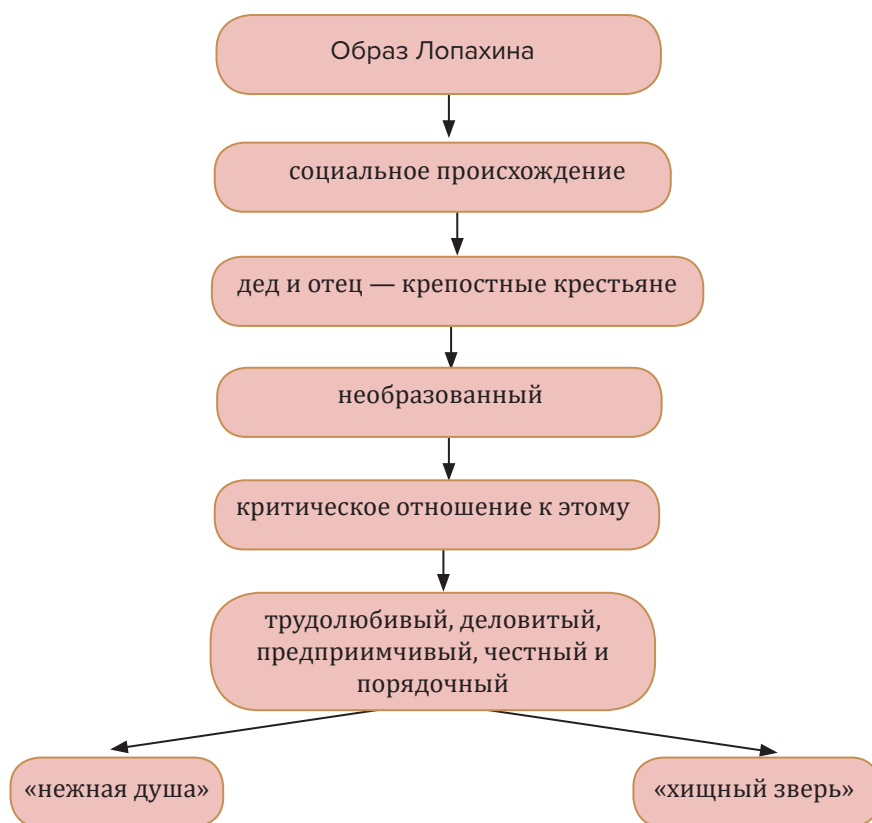 Образ Лопахина
социальное происхождение
дед и отец — крепостные крестьяне
необразованный
критическое отношение к этому
трудолюбивый, деловитый,
предприимчивый, честный и
порядочный
«нежная душа»
«хищный зверь»